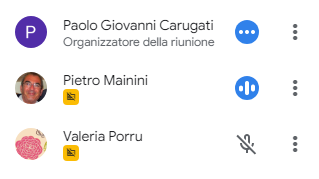 P
Paolo Giovanni Carugati
Organizzatore della riunione
Pietro Mainini
Valeria Porru